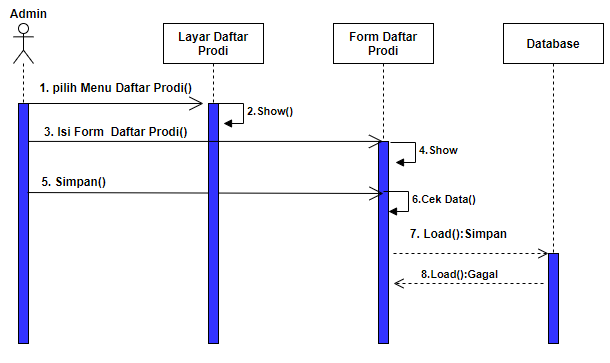 Admin
Layar Daftar
Prodi
Form Daftar
Prodi
Database
1. pilih Menu Daftar Prodi()
2.Show()
3. Isi Form Daftar Prodi()
4.Show
5. Simpan()
6.Cek Data()
7. Load():Simpan
8.Load():Gagal